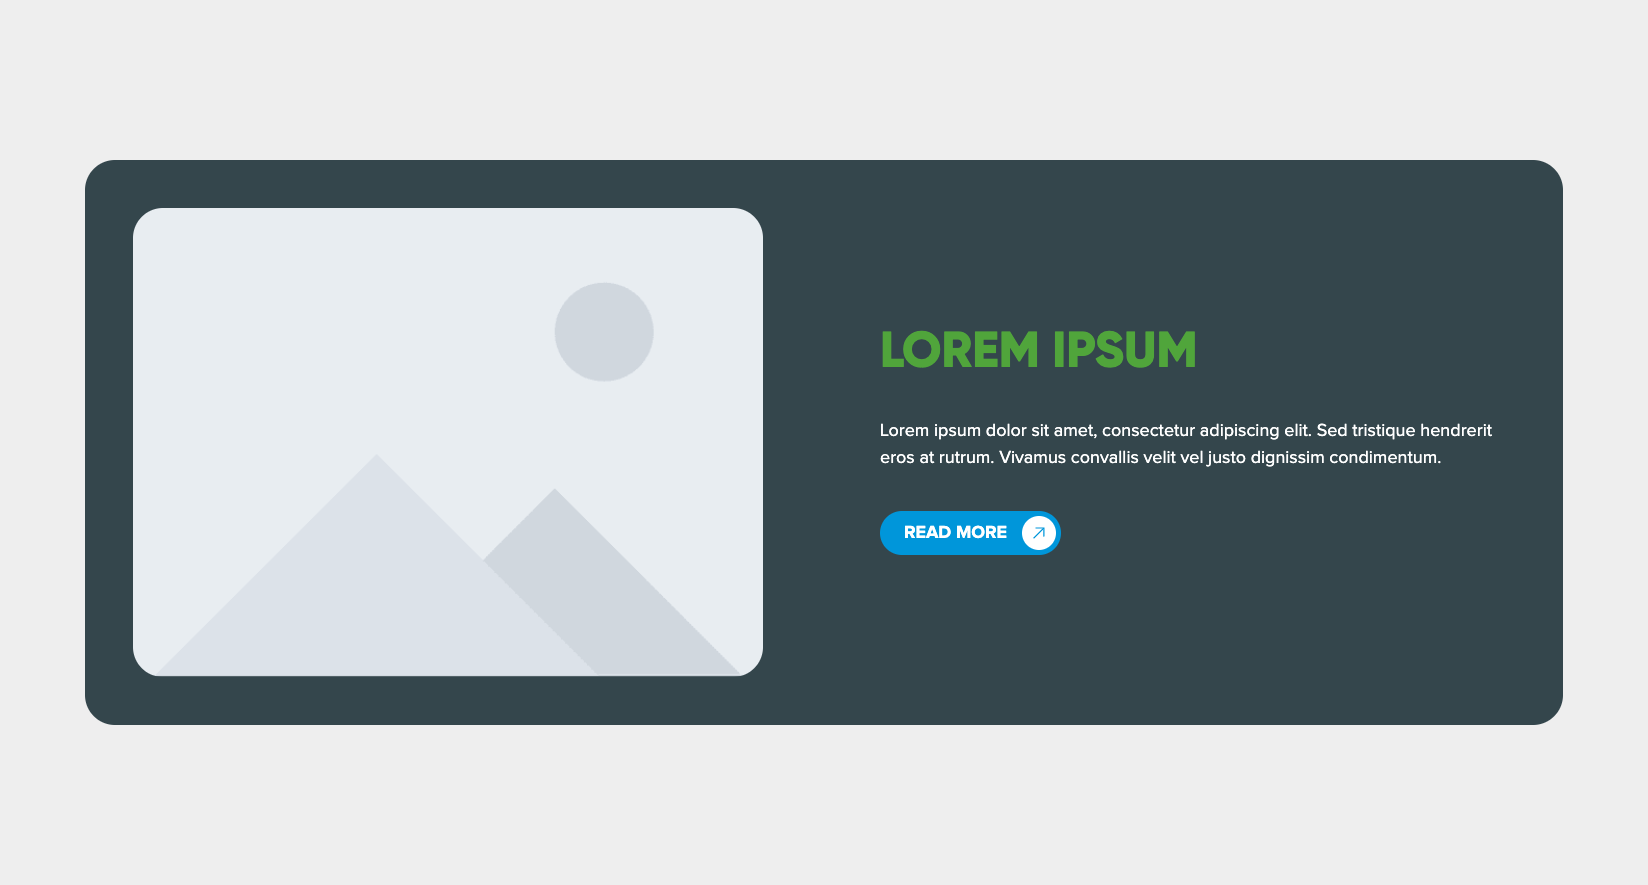 LOREM IPSUM
Lorem ipsum dolor sit amet, consectetur adipiscing elit. Sed tristique hendrerit
eros at rutrum. Vivamus convallis velit vel justo dignissim condimentum.
READ MORE